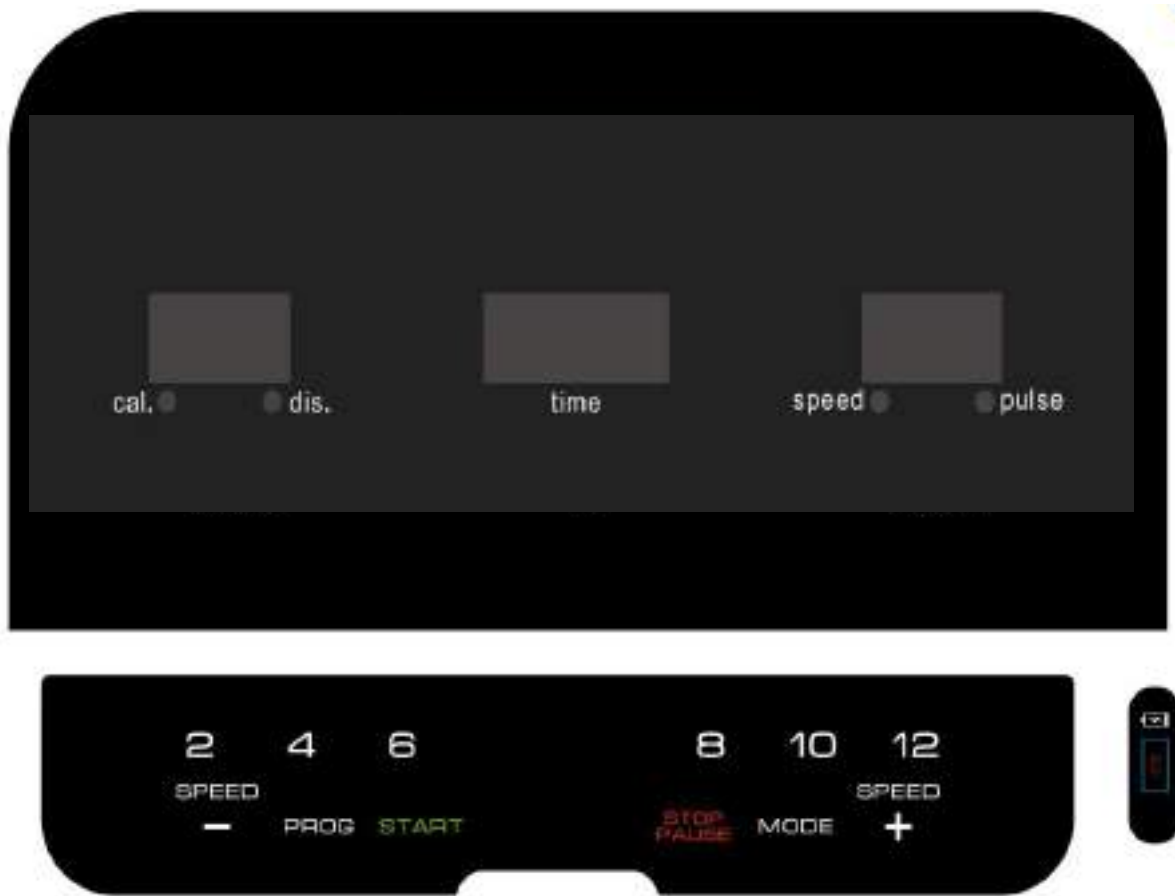 cal. dis. time speed pulse
2 4 6 8 10 12
SPEED SPEED
− PROG START STOP PAUSE MODE +